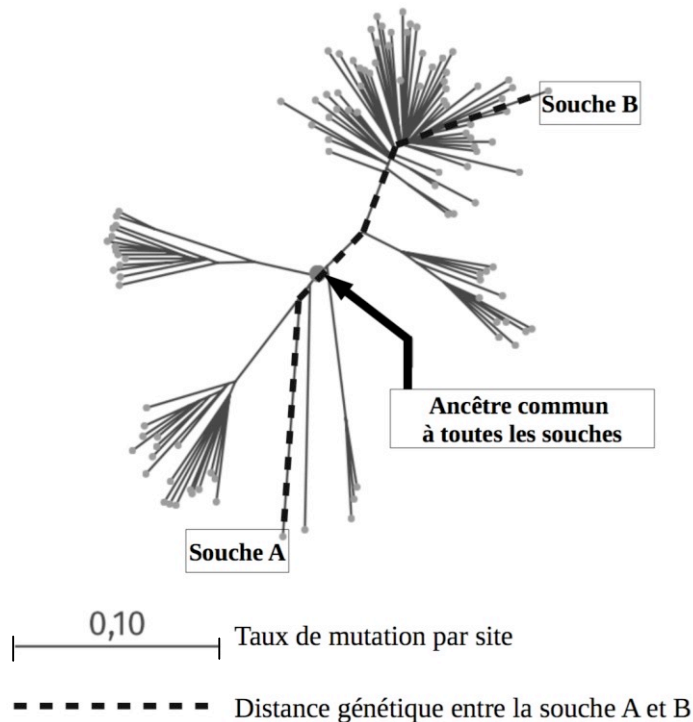 Souche B
Ancêtre commun
à toutes les souches
Souche A
0,10
Taux de mutation par site
Distance génétique entre la souche A et B